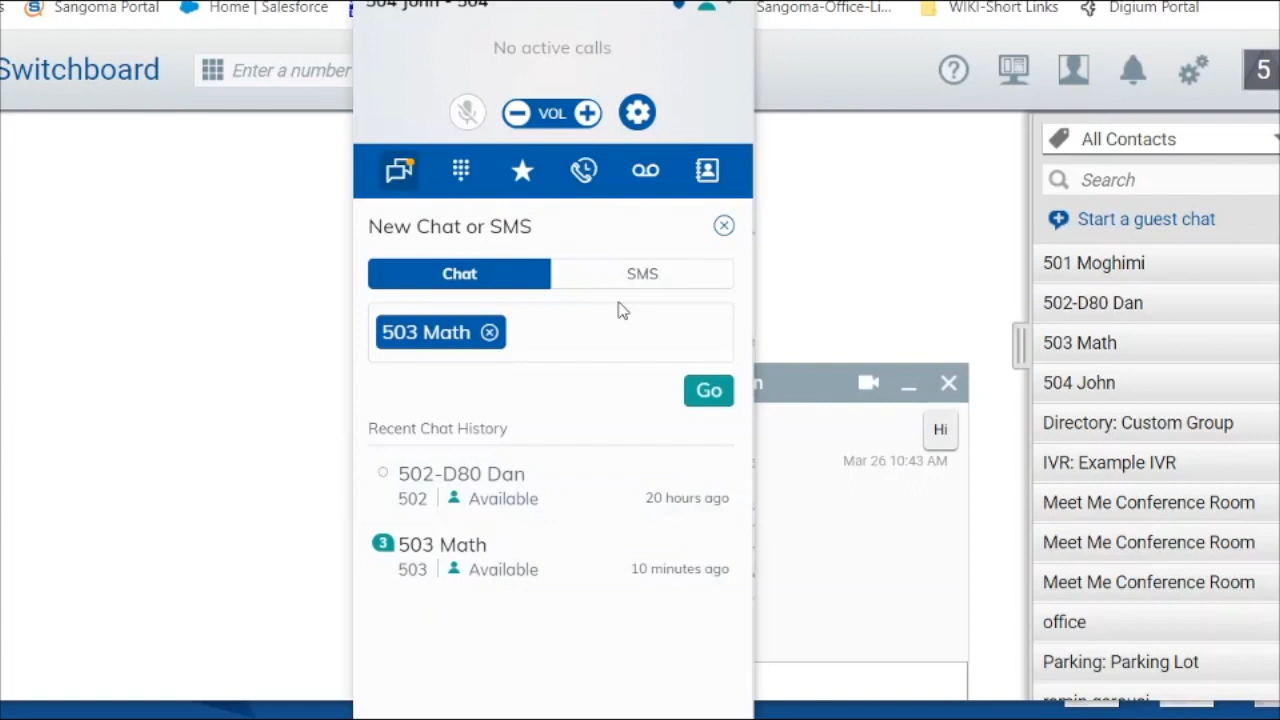 Sangoma Portal
Home | Salesforce
Sangoma-Office-Li...
WIKI-Short Links
Digium Portal
504 John - 504
No active calls
Switchboard
Enter a number
5
VOL
All Contacts
Search
Start a guest chat
New Chat or SMS
Chat
SMS
503 Math
Go
Recent Chat History
502-D80 Dan
502
Available
20 hours ago
3
503 Math
503
Available
10 minutes ago
n
Hi
Mar 26 10:43 AM
501 Moghimi
502-D80 Dan
503 Math
504 John
Directory: Custom Group
IVR: Example IVR
Meet Me Conference Room
Meet Me Conference Room
Meet Me Conference Room
office
Parking: Parking Lot